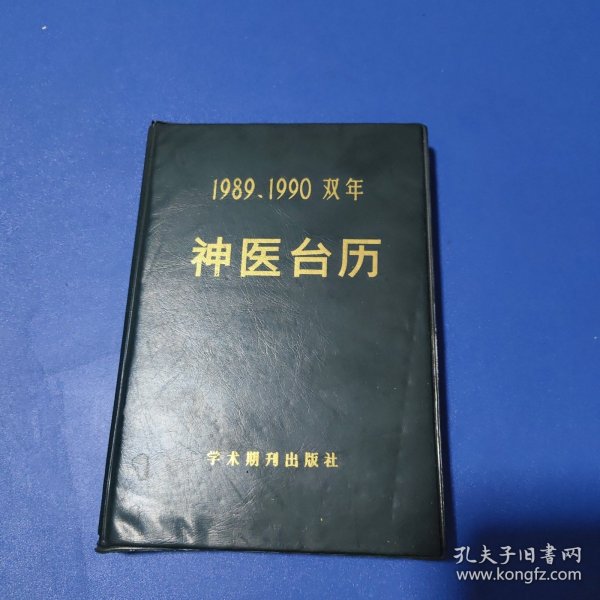 1989、1990 双年
神医台历
学术期刊出版社
孔夫子旧书网
www.kongfz.com